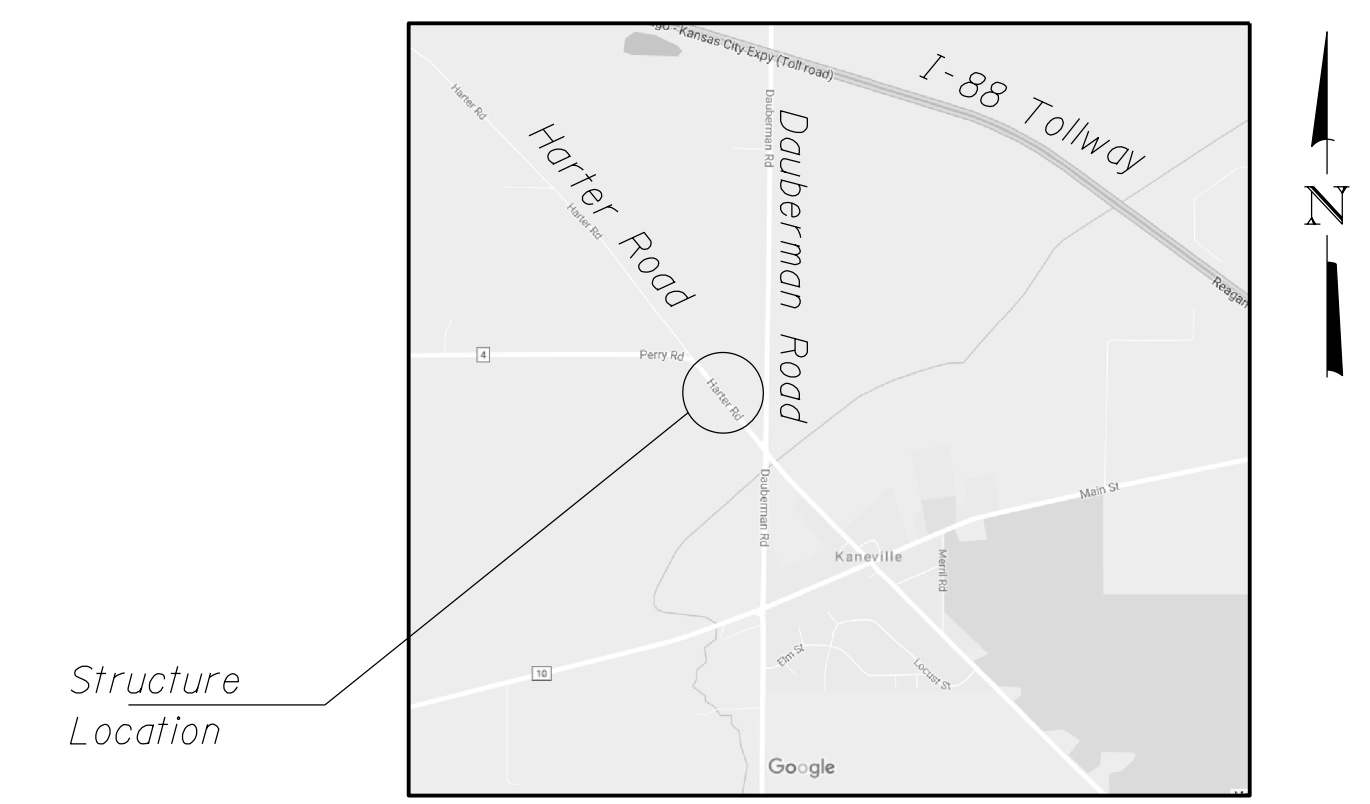 - Kansas City Expy (Toll road)
I-88 Tollway
Harter Rd
Dauberman Rd
Harter Road
Dauberman Road
N
Harter Rd
Reagan
4
Perry Rd
Harter Rd
Dauberman Rd
Main St
Kaneville
Merril Rd
Elm St
Locust St
10
Structure
Location
Google